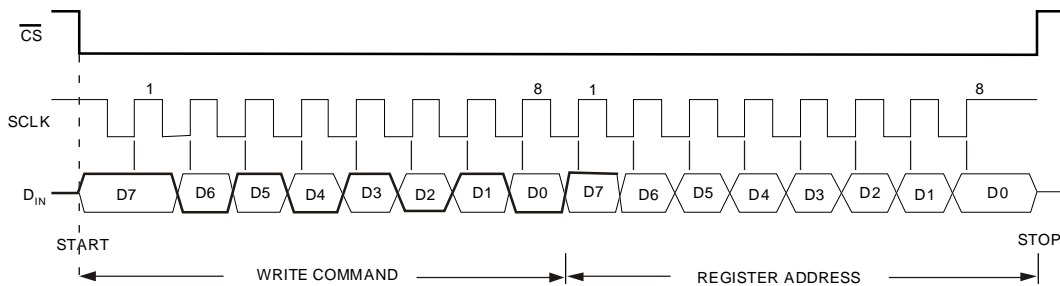 CS
1 8 1 8
SCLK
DIN D7 D6 D5 D4 D3 D2 D1 D0 D7 D6 D5 D4 D3 D2 D1 D0
START STOP
WRITE COMMAND REGISTER ADDRESS